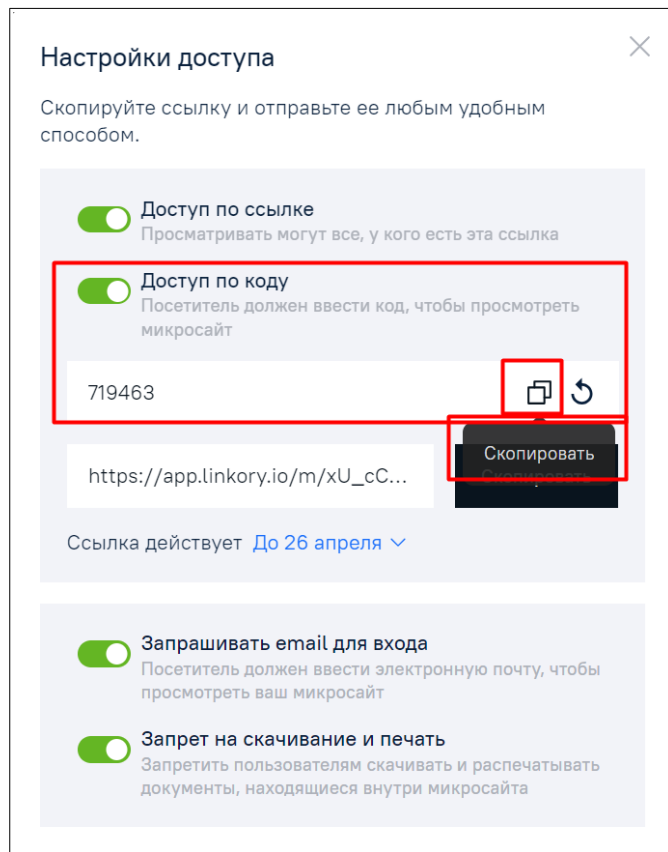 Настройки доступа
Скопируйте ссылку и отправьте ее любым удобным
способом.
Доступ по ссылке
Просматривать могут все, у кого есть эта ссылка
Доступ по коду
Посетитель должен ввести код, чтобы просмотреть
микросайт
719463
Скопировать
https://app.linkory.io/m/xU_cC...
Скопировать
Ссылка действует До 26 апреля
Запрашивать email для входа
Посетитель должен ввести электронную почту, чтобы
просмотреть ваш микросайт
Запрет на скачивание и печать
Запретить пользователям скачивать и распечатывать
документы, находящиеся внутри микросайта